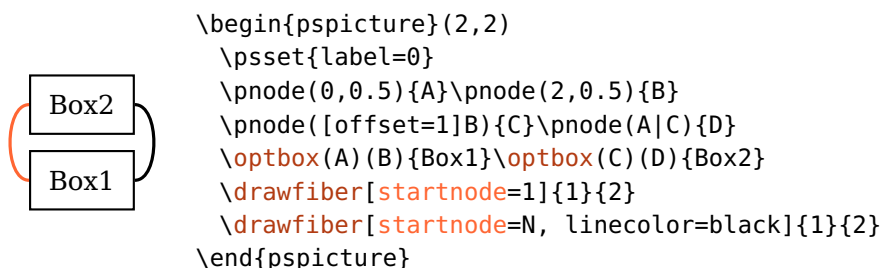 Box2
Box1
\begin{pspicture}(2,2)
  \psset{label=0}
  \pnode(0,0.5){A}\pnode(2,0.5){B}
  \pnode([offset=1]B){C}\pnode(A|C){D}
  \optbox(A)(B){Box1}\optbox(C)(D){Box2}
  \drawfiber[startnode=1]{1}{2}
  \drawfiber[startnode=N, linecolor=black]{1}{2}
\end{pspicture}